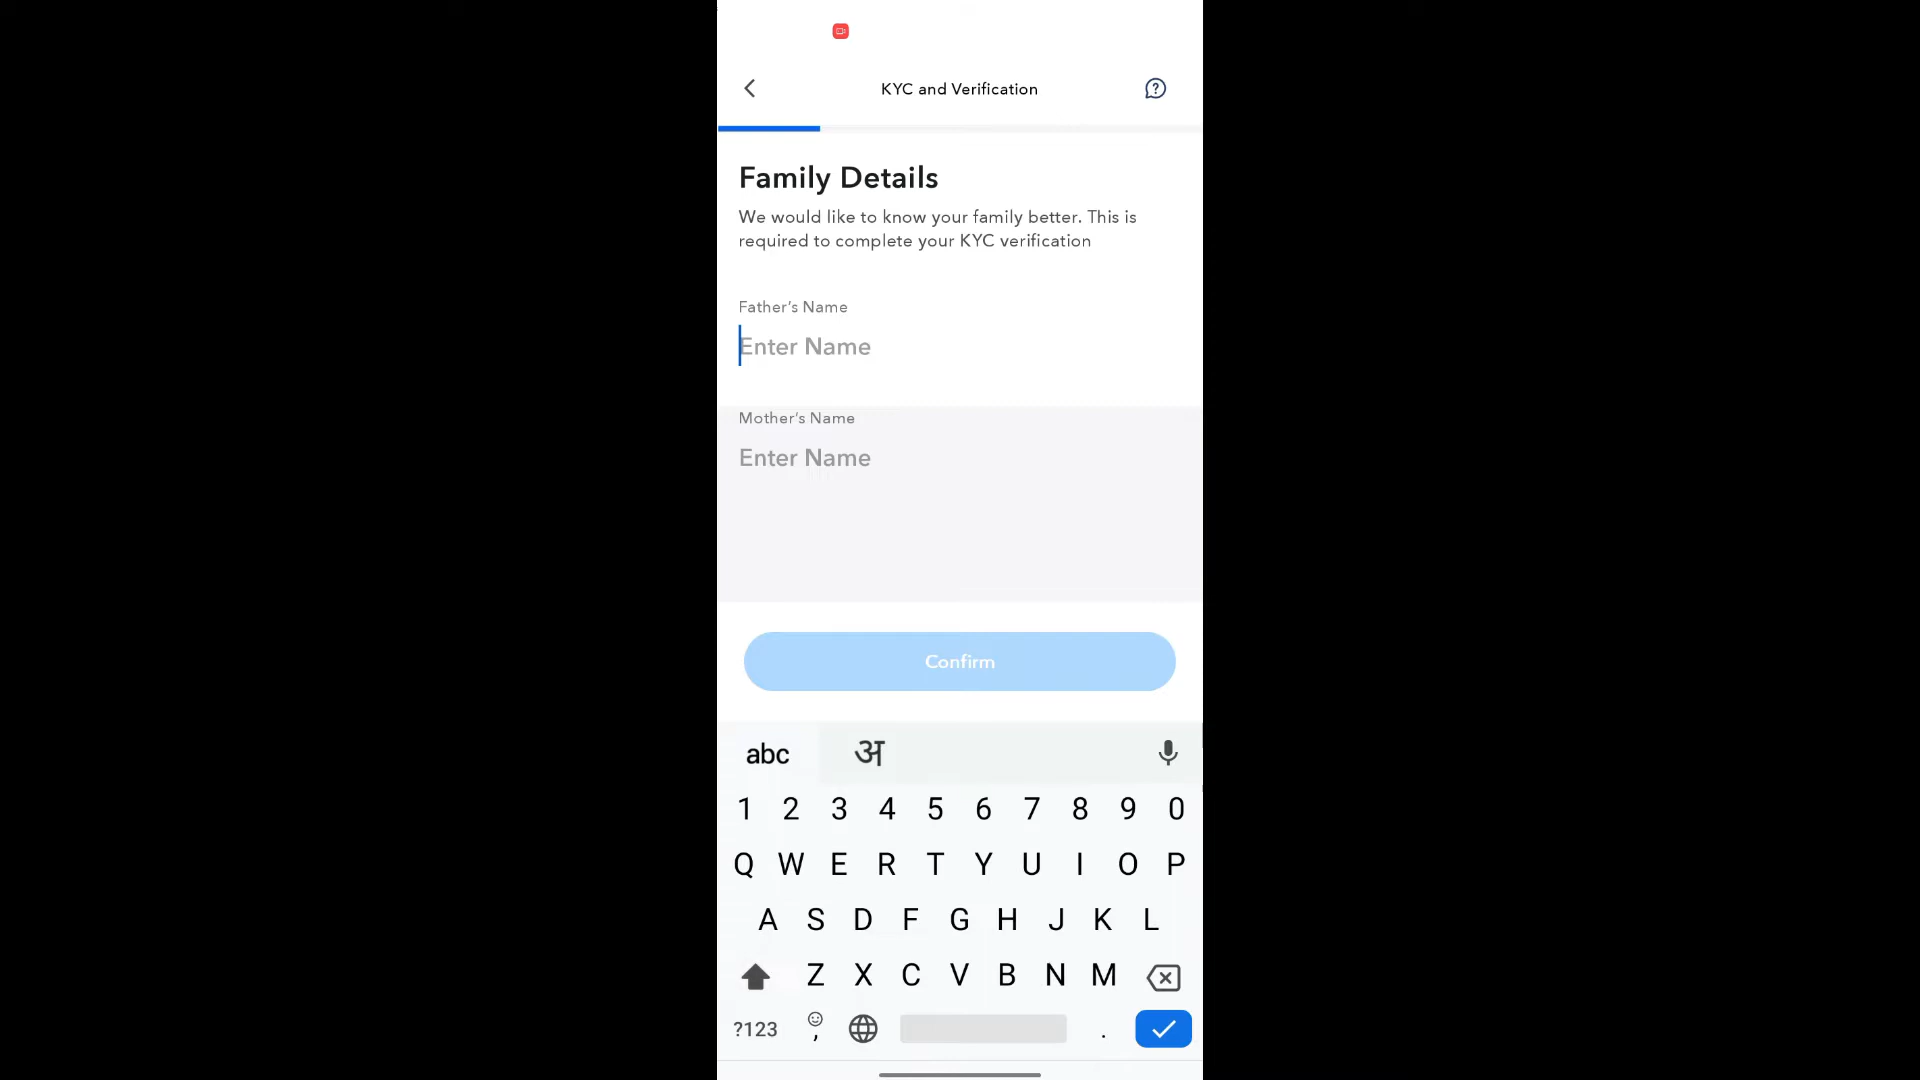 KYC and Verification
Family Details
We would like to know your family better. This is
required to complete your KYC verification
Father's Name
Enter Name
Mother's Name
Enter Name
Confirm
abc अ
1 2 3 4 5 6 7 8 9 0
Q W E R T Y U I O P
A S D F G H J K L
Z X C V B N M
?123 , .